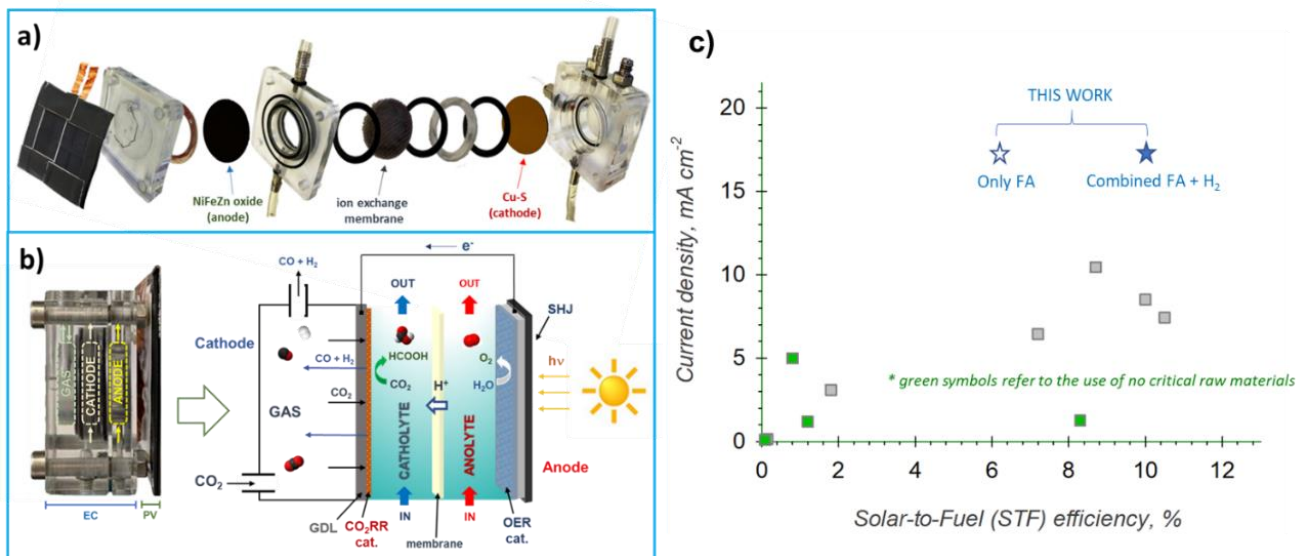 a)
NiFeZn oxide
(anode)
ion exchange
membrane
Cu-S
(cathode)
b)
GAS
CATHODE
ANODE
EC
PV
CO + H₂
e⁻
OUT
OUT
SHJ
Cathode
CO + H₂
HCOOH
O₂
hν
CO₂
H⁺
H₂O
GAS
CO₂
CATHOLYTE
ANOLYTE
CO₂
Anode
GDL
CO₂RR
cat.
IN
membrane
IN
OER
cat.
c)
THIS WORK
Only FA
Combined FA + H₂
* green symbols refer to the use of no critical raw materials
Current density, mA cm⁻²
20
15
10
5
0
0
2
4
6
8
10
12
Solar-to-Fuel (STF) efficiency, %